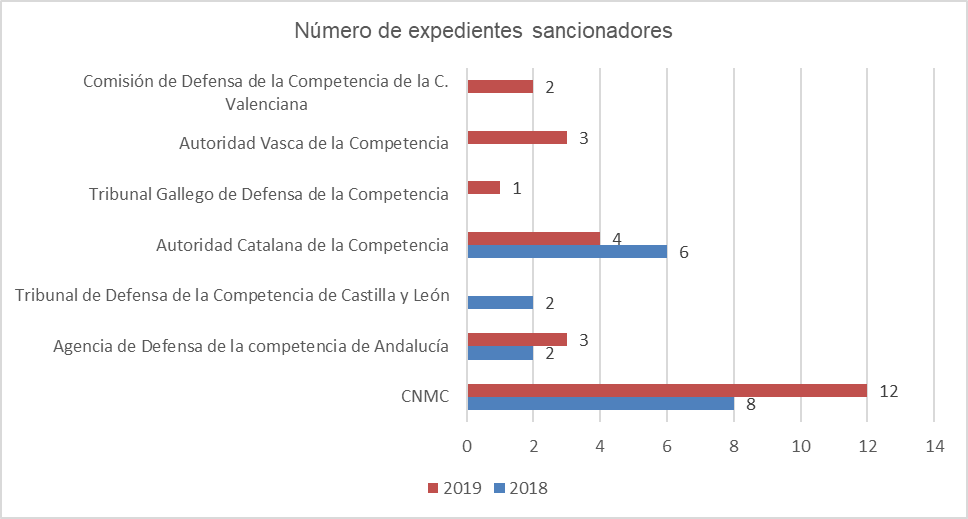 Número de expedientes sancionadores
Comisión de Defensa de la Competencia de la C.
Valenciana
2
Autoridad Vasca de la Competencia
3
Tribunal Gallego de Defensa de la Competencia
1
Autoridad Catalana de la Competencia
4
6
Tribunal de Defensa de la Competencia de Castilla y León
2
Agencia de Defensa de la competencia de Andalucía
3
2
CNMC
12
8
0 2 4 6 8 10 12 14
2019 2018